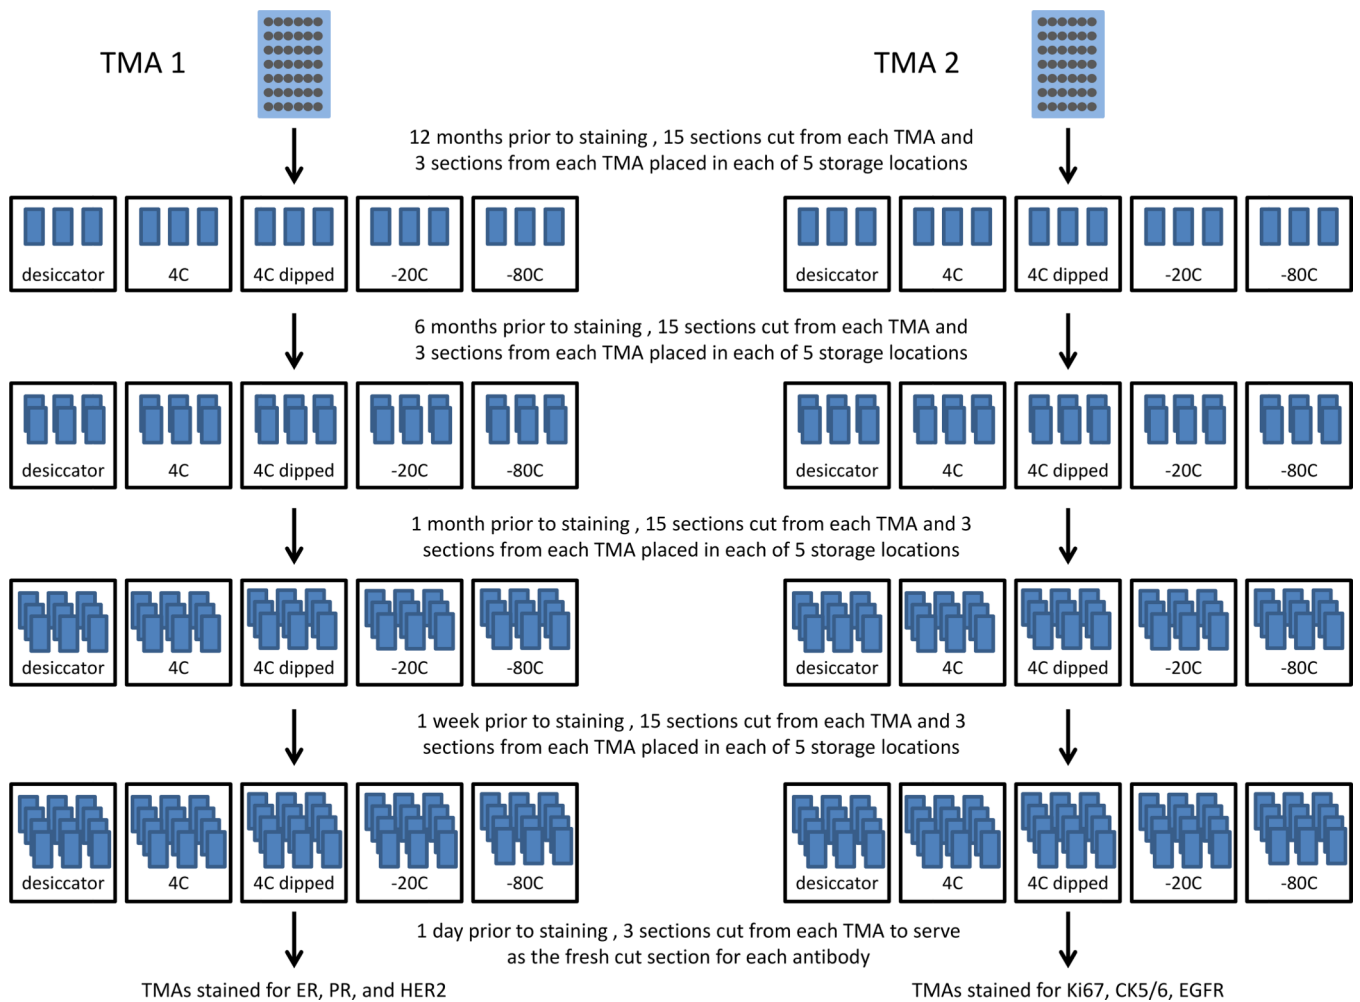 TMA 1
TMA 2
12 months prior to staining , 15 sections cut from each TMA and
3 sections from each TMA placed in each of 5 storage locations
desiccator 4C 4C dipped -20C -80C
desiccator 4C 4C dipped -20C -80C
6 months prior to staining , 15 sections cut from each TMA and
3 sections from each TMA placed in each of 5 storage locations
desiccator 4C 4C dipped -20C -80C
desiccator 4C 4C dipped -20C -80C
1 month prior to staining , 15 sections cut from each TMA and 3
sections from each TMA placed in each of 5 storage locations
desiccator 4C 4C dipped -20C -80C
desiccator 4C 4C dipped -20C -80C
1 week prior to staining , 15 sections cut from each TMA and 3
sections from each TMA placed in each of 5 storage locations
desiccator 4C 4C dipped -20C -80C
desiccator 4C 4C dipped -20C -80C
1 day prior to staining , 3 sections cut from each TMA to serve
as the fresh cut section for each antibody
TMAs stained for ER, PR, and HER2
TMAs stained for Ki67, CK5/6, EGFR